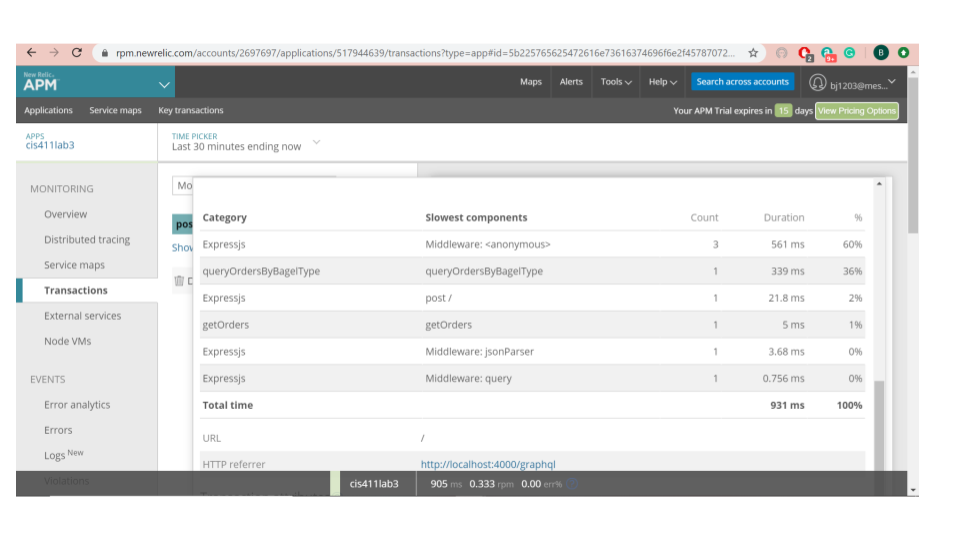 rpm.newrelic.com/accounts/2697697/applications/517944639/transactions?type=app#id=5b225765625472616e73616374696f6e2f45787072...
2
9+
B
New Relic.
APM
Maps Alerts Tools Help Search across accounts bj1203@mes...
Applications Service maps Key transactions Your APM Trial expires in 15 days View Pricing Options
APPS
cis411lab3
TIME PICKER
Last 30 minutes ending now
MONITORING
Overview
Distributed tracing
Service maps
Transactions
External services
Node VMs
EVENTS
Error analytics
Errors
Logs New
Violations
Mo
pos
Show
Category Slowest components Count Duration %
Expressjs Middleware: <anonymous> 3 561 ms 60%
queryOrdersByBagelType queryOrdersByBagelType 1 339 ms 36%
Expressjs post / 1 21.8 ms 2%
getOrders getOrders 1 5 ms 1%
Expressjs Middleware: jsonParser 1 3.68 ms 0%
Expressjs Middleware: query 1 0.756 ms 0%
Total time 931 ms 100%
URL /
HTTP referrer http://localhost:4000/graphql
cis411lab3 905 ms 0.333 rpm 0.00 err%